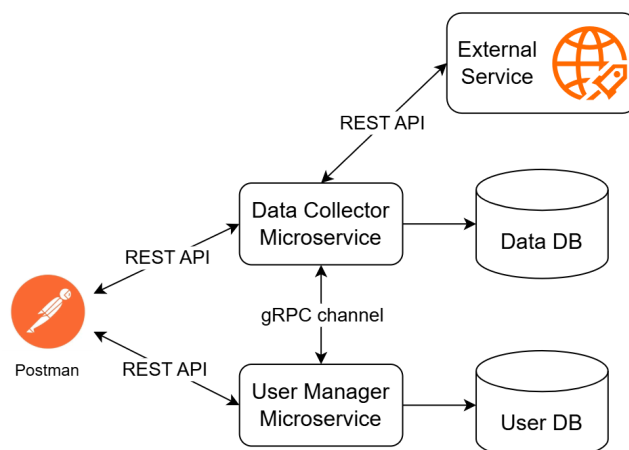 External
Service
REST API
Data Collector
Microservice
Data DB
REST API
gRPC channel
Postman
REST API
User Manager
Microservice
User DB